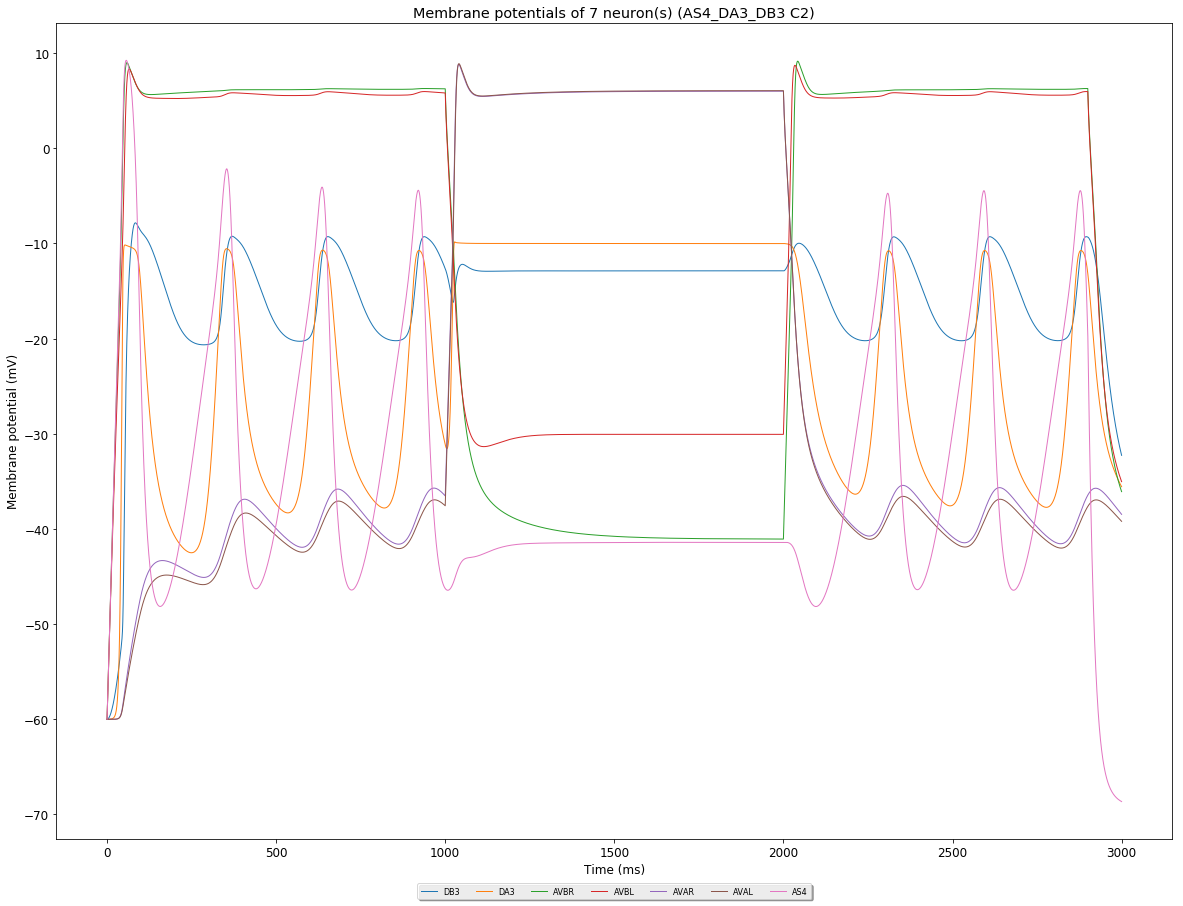 Membrane potentials of 7 neuron(s) (AS4_DA3_DB3 C2)
10
0
−10
−20
−30
−40
−50
−60
−70
Membrane potential (mV)
0 500 1000 1500 2000 2500 3000
Time (ms)
DB3 DA3 AVBR AVBL AVAR AVAL AS4